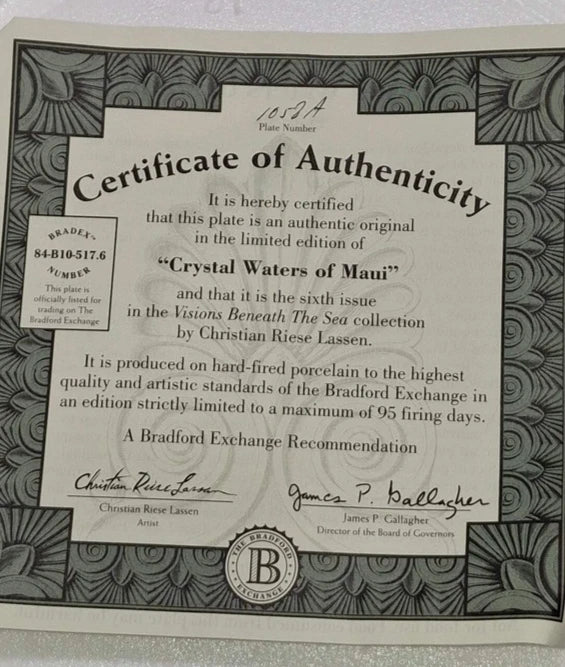 1058A
Plate Number
Certificate of Authenticity
It is hereby certified
that this plate is an authentic original
in the limited edition of
“Crystal Waters of Maui”
and that it is the sixth issue
in the Visions Beneath The Sea collection
by Christian Riese Lassen.
BRADEX™
84-B10-517.6
NUMBER
This plate is
officially listed for
trading on The
Bradford Exchange
It is produced on hard-fired porcelain to the highest
quality and artistic standards of the Bradford Exchange in
an edition strictly limited to a maximum of 95 firing days.
A Bradford Exchange Recommendation
Christian Riese Lassen
Christian Riese Lassen
Artist
James P. Gallagher
James P. Gallagher
Director of the Board of Governors
THE BRADFORD
B
EXCHANGE